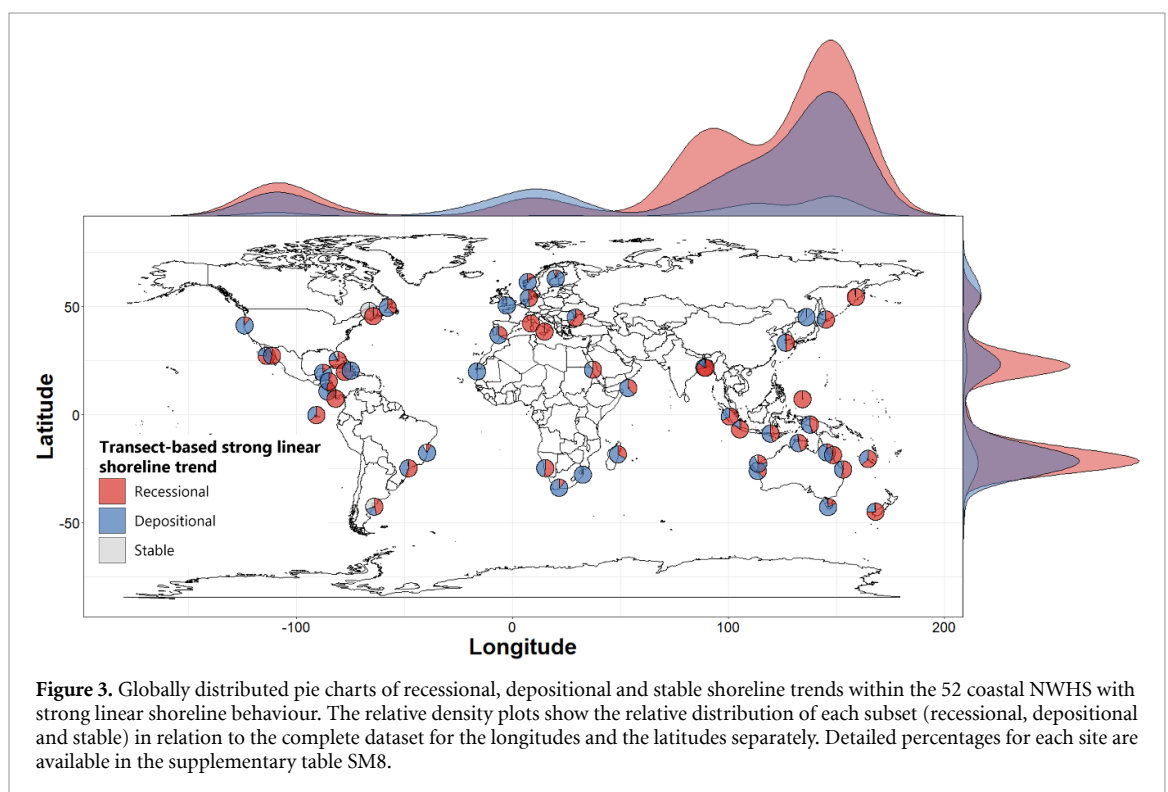 Latitude
50
0
-50
Transect-based strong linear
shoreline trend
Recessional
Depositional
Stable
-100
0
100
200
Longitude
Figure 3. Globally distributed pie charts of recessional, depositional and stable shoreline trends within the 52 coastal NWHS with
strong linear shoreline behaviour. The relative density plots show the relative distribution of each subset (recessional, depositional
and stable) in relation to the complete dataset for the longitudes and the latitudes separately. Detailed percentages for each site are
available in the supplementary table SM8.